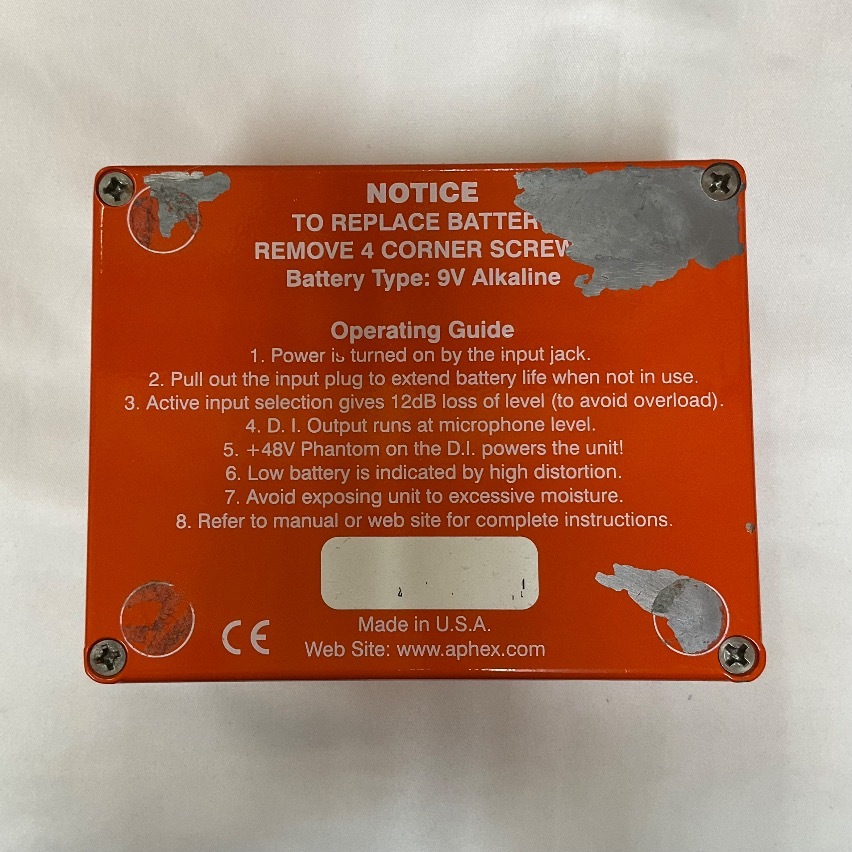 NOTICE
TO REPLACE BATTER
REMOVE 4 CORNER SCREW
Battery Type: 9V Alkaline
Operating Guide
1. Power is turned on by the input jack.
2. Pull out the input plug to extend battery life when not in use.
3. Active input selection gives 12dB loss of level (to avoid overload).
4. D. I. Output runs at microphone level.
5. +48V Phantom on the D.I. powers the unit!
6. Low battery is indicated by high distortion.
7. Avoid exposing unit to excessive moisture.
8. Refer to manual or web site for complete instructions.
Made in U.S.A.
CE
Web Site: www.aphex.com